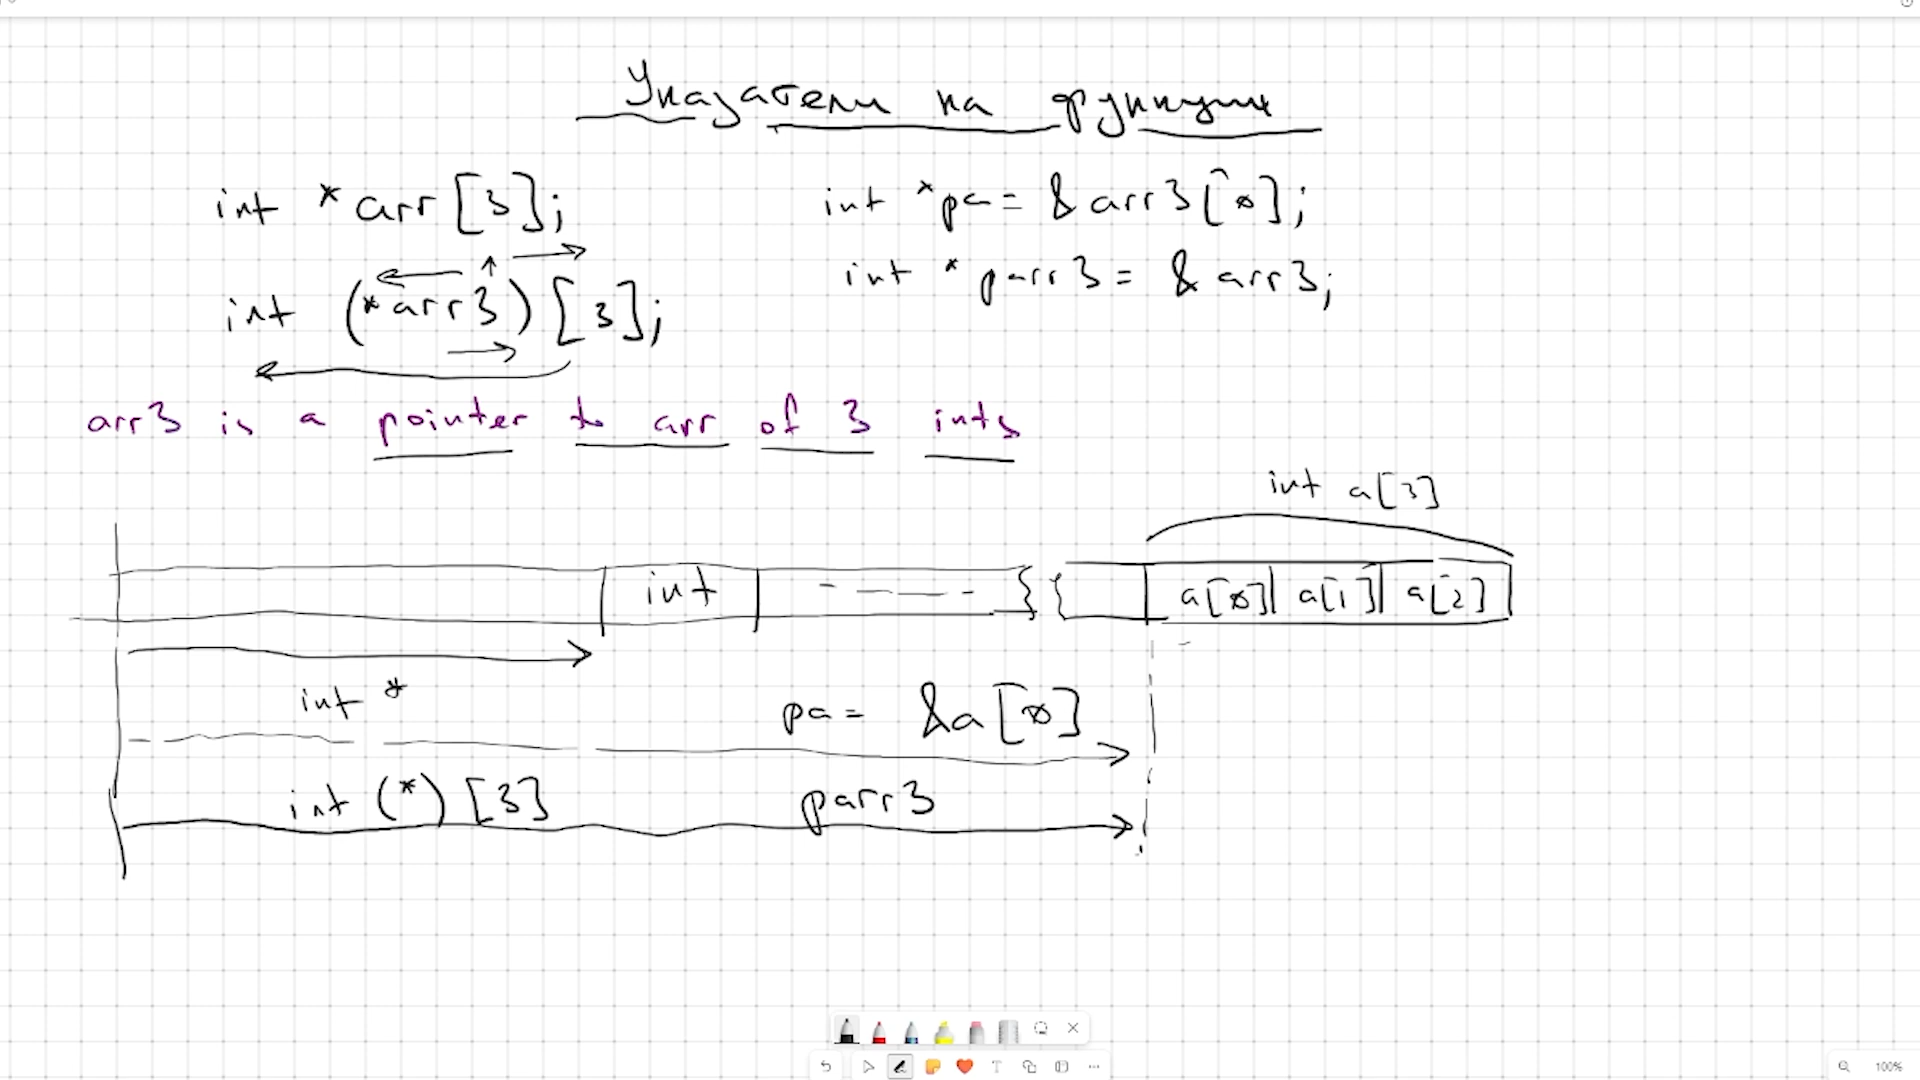 Указатели на функции
int *arr[3];
int (*arr3)[3];
int *pa = &arr3[0];
int *parr3 = &arr3;
arr3 is a pointer to arr of 3 ints
int a[3]
int
a[0] a[1] a[2]
int *
pa = &a[0]
int (*)[3]
parr3
100%